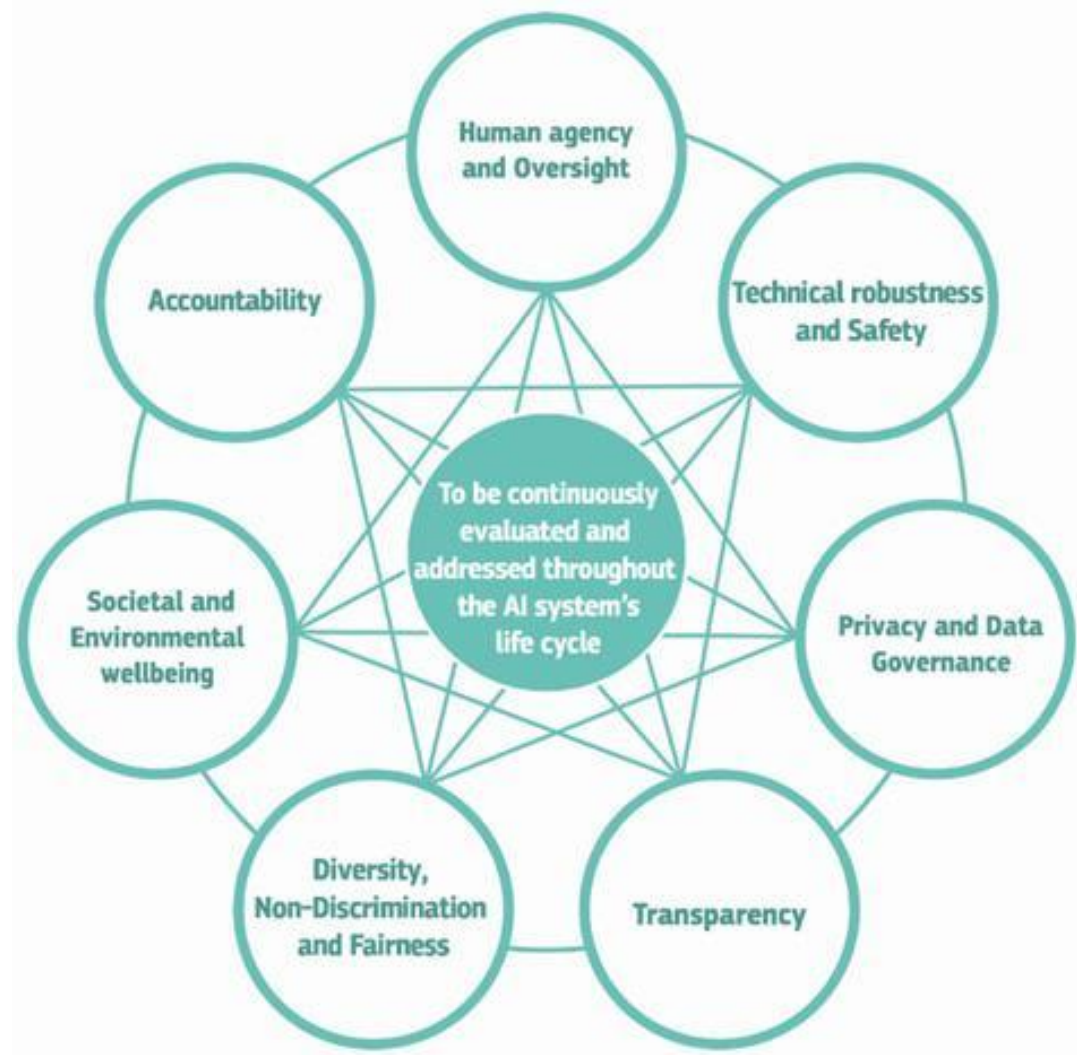 Human agency
and Oversight
Technical robustness
and Safety
Privacy and Data
Governance
Transparency
Diversity,
Non-Discrimination
and Fairness
Societal and
Environmental
wellbeing
Accountability
To be continuously
evaluated and
addressed throughout
the AI system's
life cycle